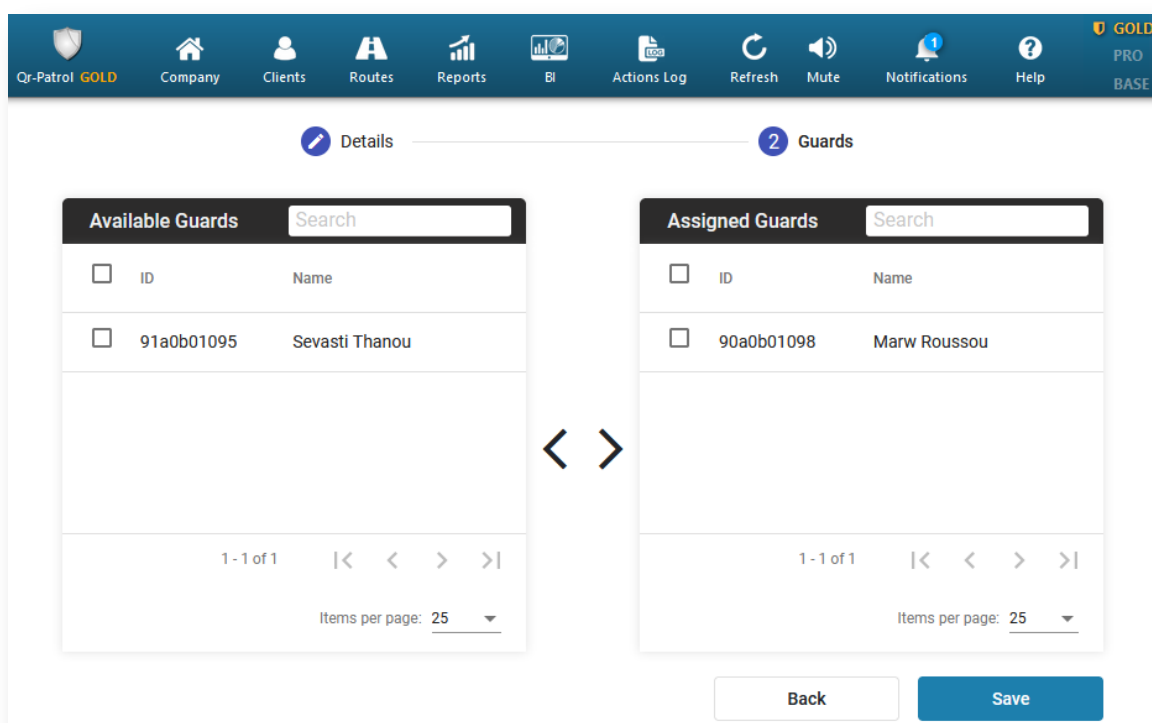 Qr-Patrol GOLD
Company
Clients
Routes
Reports
BI
LOG
Actions Log
Refresh
Mute
1
Notifications
Help
GOLD
PRO
BASE
Details
2 Guards
Available Guards
Search
ID Name
91a0b01095 Sevasti Thanou
1 - 1 of 1
Items per page: 25
Assigned Guards
Search
ID Name
90a0b01098 Marw Roussou
1 - 1 of 1
Items per page: 25
Back
Save